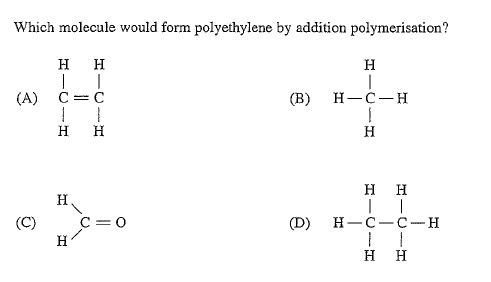 Which molecule would form polyethylene by addition polymerisation?
H H
(A) C = C
H H
H
(B) H — C — H
H
H
(C) C = O
H
H H
(D) H — C — C — H
H H